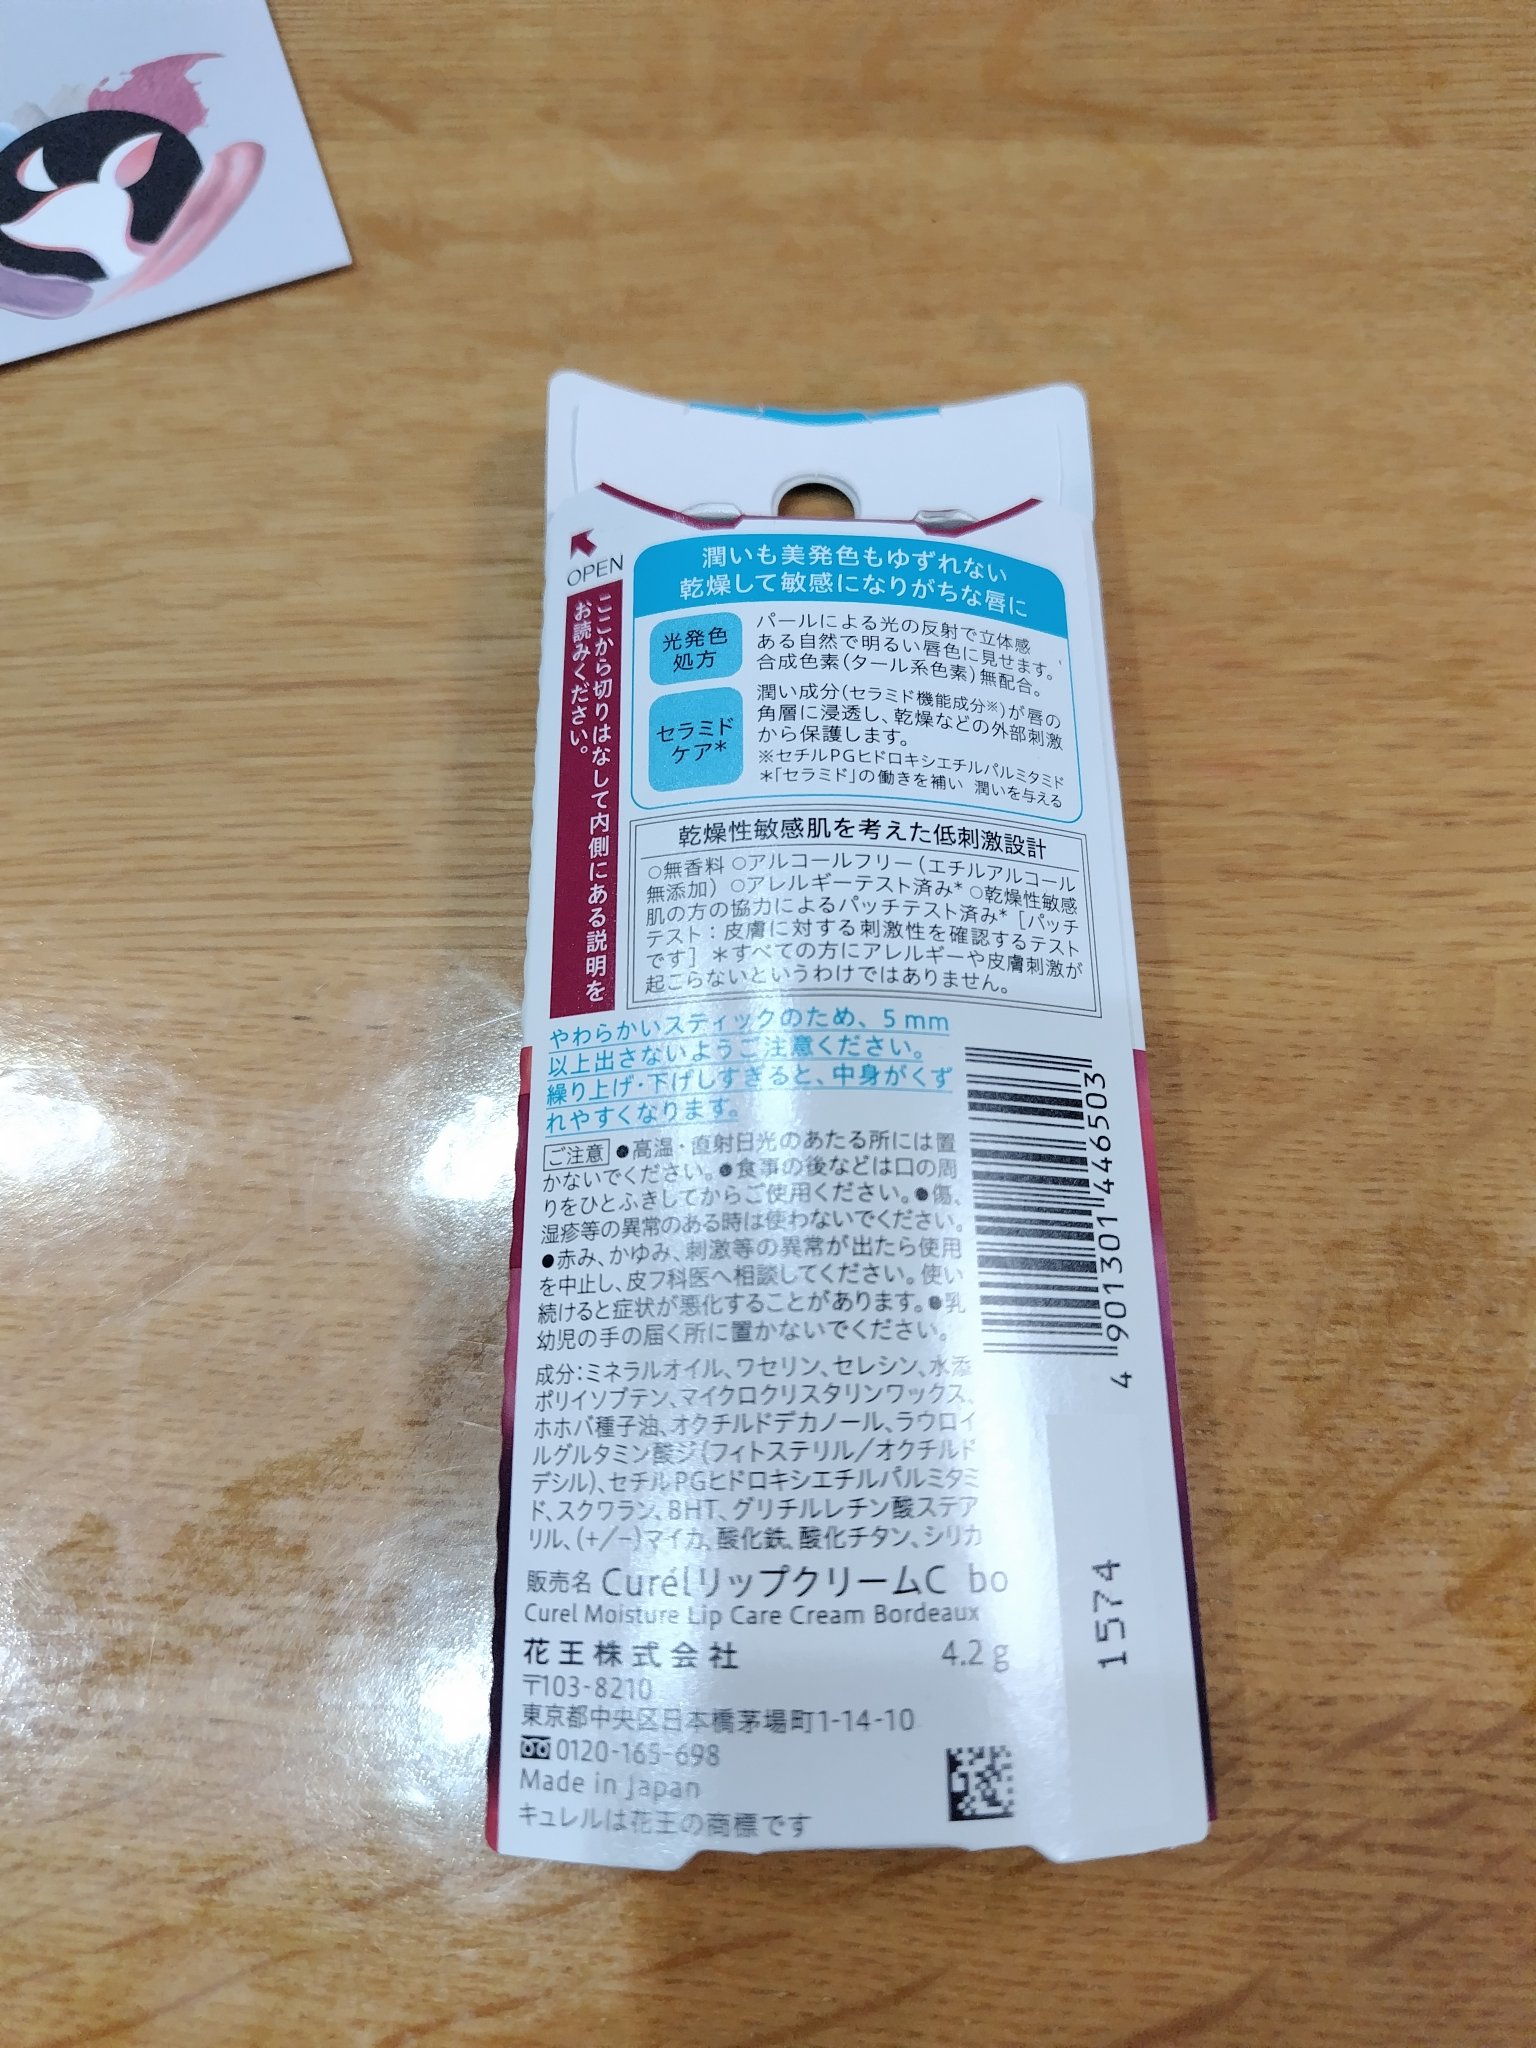 OPEN
ここから切りはなして内側にある説明を
お読みください。
潤いも美発色もゆずれない
乾燥して敏感になりがちな唇に
光発色
処方
パールによる光の反射で立体感
ある自然で明るい唇色に見せます。
合成色素(タール系色素)無配合。
セラミド
ケア*
潤い成分(セラミド機能成分※)が唇の
角層に浸透し、乾燥などの外部刺激
から保護します。
※セチルPGヒドロキシエチルパルミタミド
*「セラミド」の働きを補い 潤いを与える
乾燥性敏感肌を考えた低刺激設計
○無香料 ○アルコールフリー(エチルアルコール
無添加) ○アレルギーテスト済み* ○乾燥性敏感
肌の方の協力によるパッチテスト済み* [パッチ
テスト:皮膚に対する刺激性を確認するテスト
です] *すべての方にアレルギーや皮膚刺激が
起こらないというわけではありません。
やわらかいスティックのため、5mm
以上出さないようご注意ください。
繰り上げ・下げしすぎると、中身がくず
れやすくなります。
ご注意 ●高温・直射日光のあたる所には置
かないでください。●食事の後などは口の周
りをひとふきしてからご使用ください。●傷、
湿疹等の異常のある時は使わないでください。
●赤み、かゆみ、刺激等の異常が出たら使用
を中止し、皮フ科医へ相談してください。使い
続けると症状が悪化することがあります。●乳
幼児の手の届く所に置かないでください。
成分:ミネラルオイル、ワセリン、セレシン、水添
ポリイソブテン、マイクロクリスタリンワックス、
ホホバ種子油、オクチルドデカノール、ラウロイ
ルグルタミン酸ジ(フィトステリル/オクチルド
デシル)、セチルPGヒドロキシエチルパルミタミ
ド、スクワラン、BHT、グリチルレチン酸ステア
リル、(+/-)マイカ、酸化鉄、酸化チタン、シリカ
販売名 CurélリップクリームC bo
Curel Moisture Lip Care Cream Bordeaux
花王株式会社 4.2g
〒103-8210
東京都中央区日本橋茅場町1-14-10
0120-165-698
Made in Japan
キュレルは花王の商標です
4 901301 446503
1574